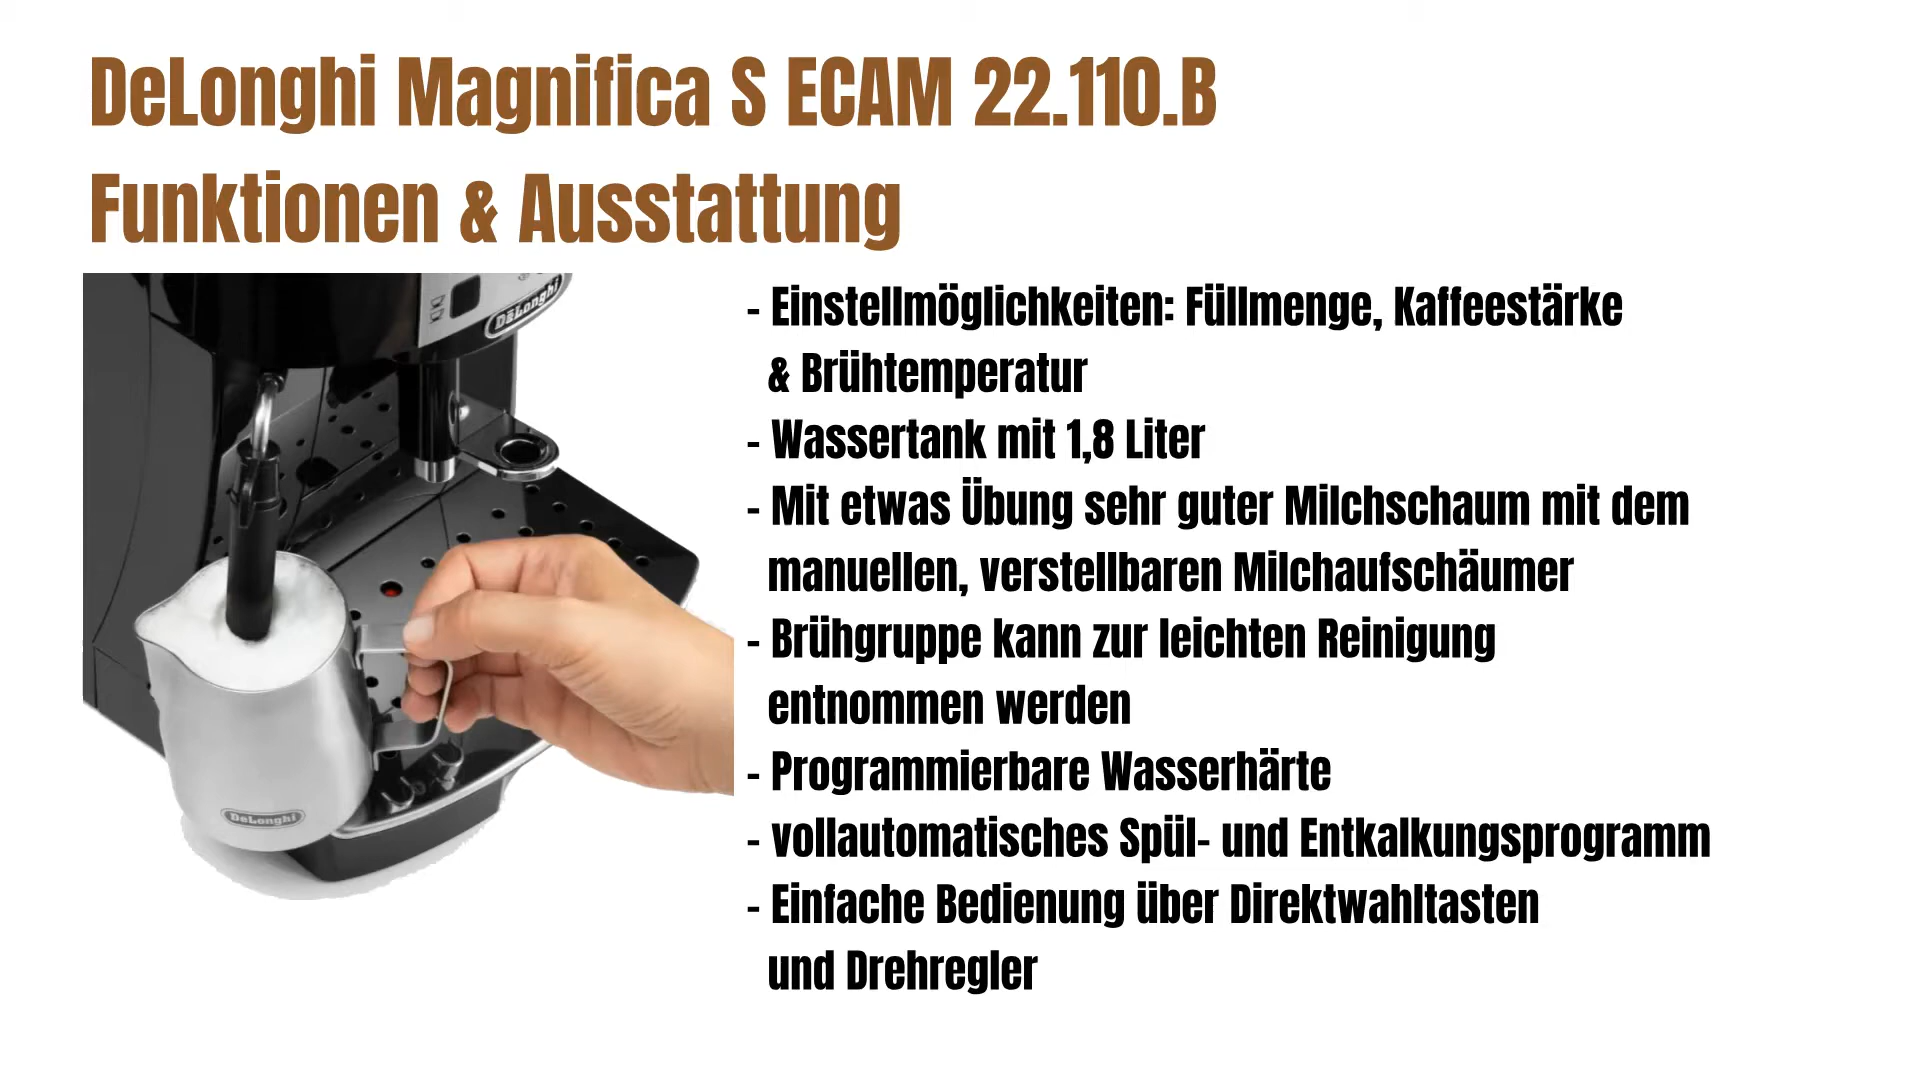 DeLonghi Magnifica S ECAM 22.110.B
Funktionen & Ausstattung
DeLonghi
- Einstellmöglichkeiten: Füllmenge, Kaffeestärke
& Brühtemperatur
- Wassertank mit 1,8 Liter
- Mit etwas Übung sehr guter Milchschaum mit dem
manuellen, verstellbaren Milchaufschäumer
- Brühgruppe kann zur leichten Reinigung
entnommen werden
- Programmierbare Wasserhärte
- vollautomatisches Spül- und Entkalkungsprogramm
- Einfache Bedienung über Direktwahltasten
und Drehregler
DeLonghi